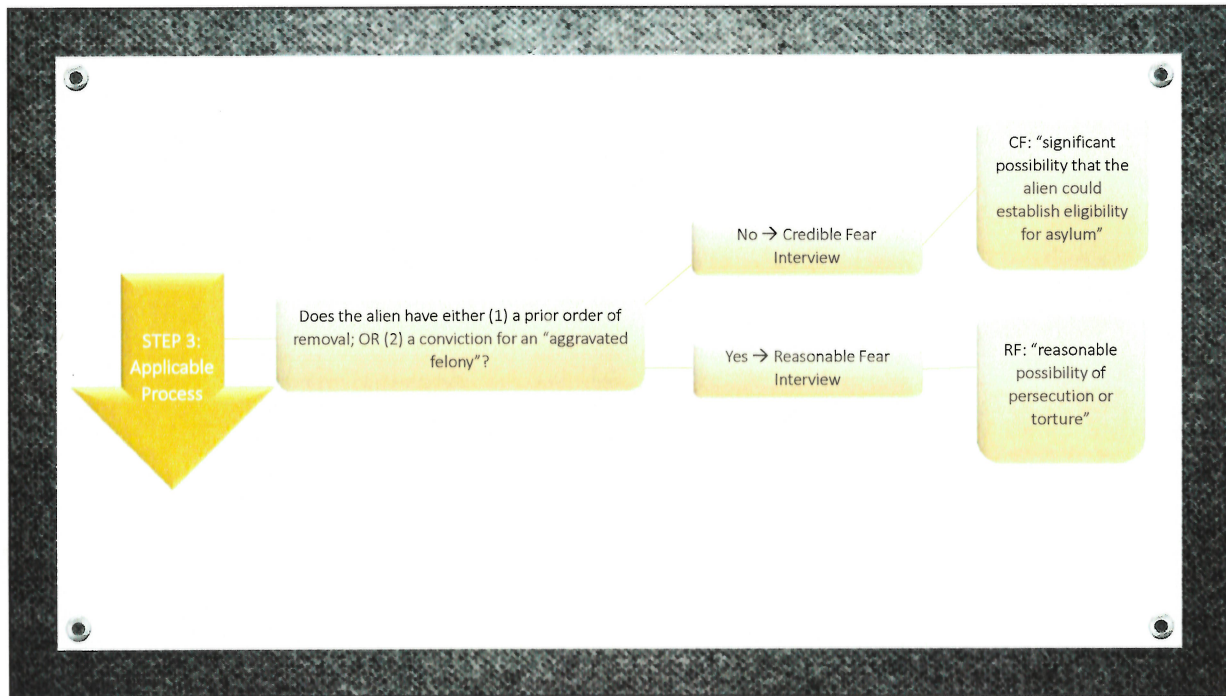 STEP 3:
Applicable
Process
Does the alien have either (1) a prior order of
removal; OR (2) a conviction for an “aggravated
felony”?
No → Credible Fear
Interview
CF: “significant
possibility that the
alien could
establish eligibility
for asylum”
Yes → Reasonable Fear
Interview
RF: “reasonable
possibility of
persecution or
torture”